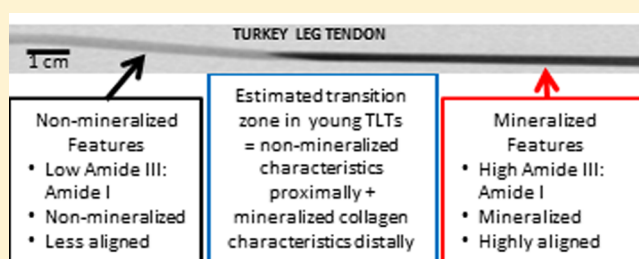 TURKEY LEG TENDON
1 cm
Non-mineralized
Features
• Low Amide III:
Amide I
• Non-mineralized
• Less aligned
Estimated transition
zone in young TLTs
= non-mineralized
characteristics
proximally +
mineralized collagen
characteristics distally
Mineralized
Features
• High Amide III:
Amide I
• Mineralized
• Highly aligned